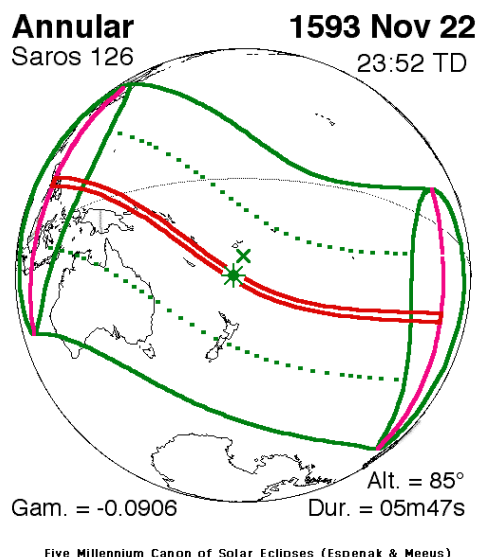 Annular 1593 Nov 22
Saros 126 23:52 TD
Alt. = 85°
Gam. = -0.0906 Dur. = 05m47s
Five Millennium Canon of Solar Eclipses (Espenak & Meeus)